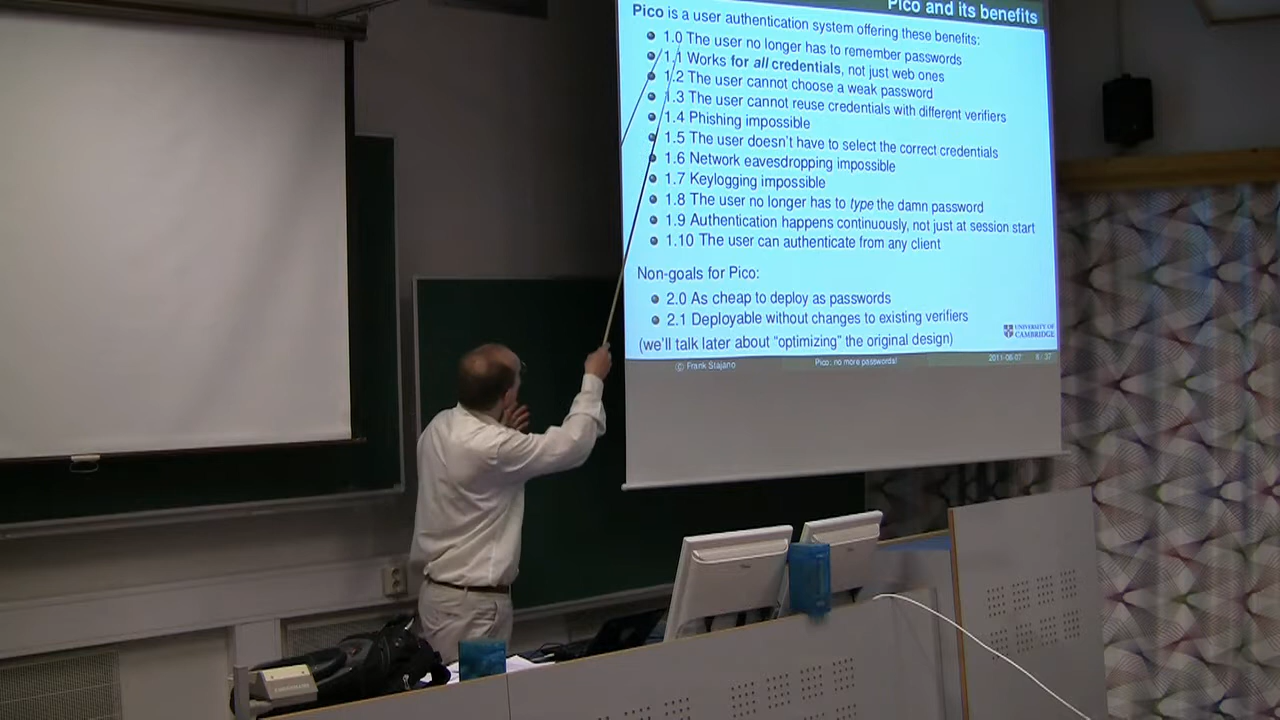 Pico and its benefits
Pico is a user authentication system offering these benefits:
1.0 The user no longer has to remember passwords
1.1 Works for all credentials, not just web ones
1.2 The user cannot choose a weak password
1.3 The user cannot reuse credentials with different verifiers
1.4 Phishing impossible
1.5 The user doesn't have to select the correct credentials
1.6 Network eavesdropping impossible
1.7 Keylogging impossible
1.8 The user no longer has to type the damn password
1.9 Authentication happens continuously, not just at session start
1.10 The user can authenticate from any client
Non-goals for Pico:
2.0 As cheap to deploy as passwords
2.1 Deployable without changes to existing verifiers
(we'll talk later about "optimizing" the original design)
UNIVERSITY OF
CAMBRIDGE
© Frank Stajano Pico: no more passwords! 2011-06-07 6 / 37